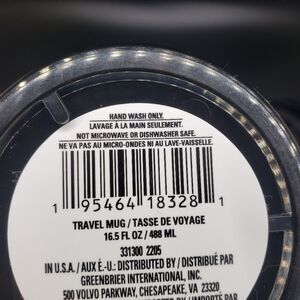 HAND WASH ONLY.
LAVAGE À LA MAIN SEULEMENT.
NOT MICROWAVE OR DISHWASHER SAFE.
NE VA PAS AU MICRO-ONDES NI AU LAVE-VAISSELLE.
1 95464 18328 1
TRAVEL MUG / TASSE DE VOYAGE
16.5 FL OZ / 488 ML
331300 2205
IN U.S.A. / AUX É.-U.: DISTRIBUTED BY / DISTRIBUÉ PAR
GREENBRIER INTERNATIONAL, INC.
500 VOLVO PARKWAY, CHESAPEAKE, VA 23320